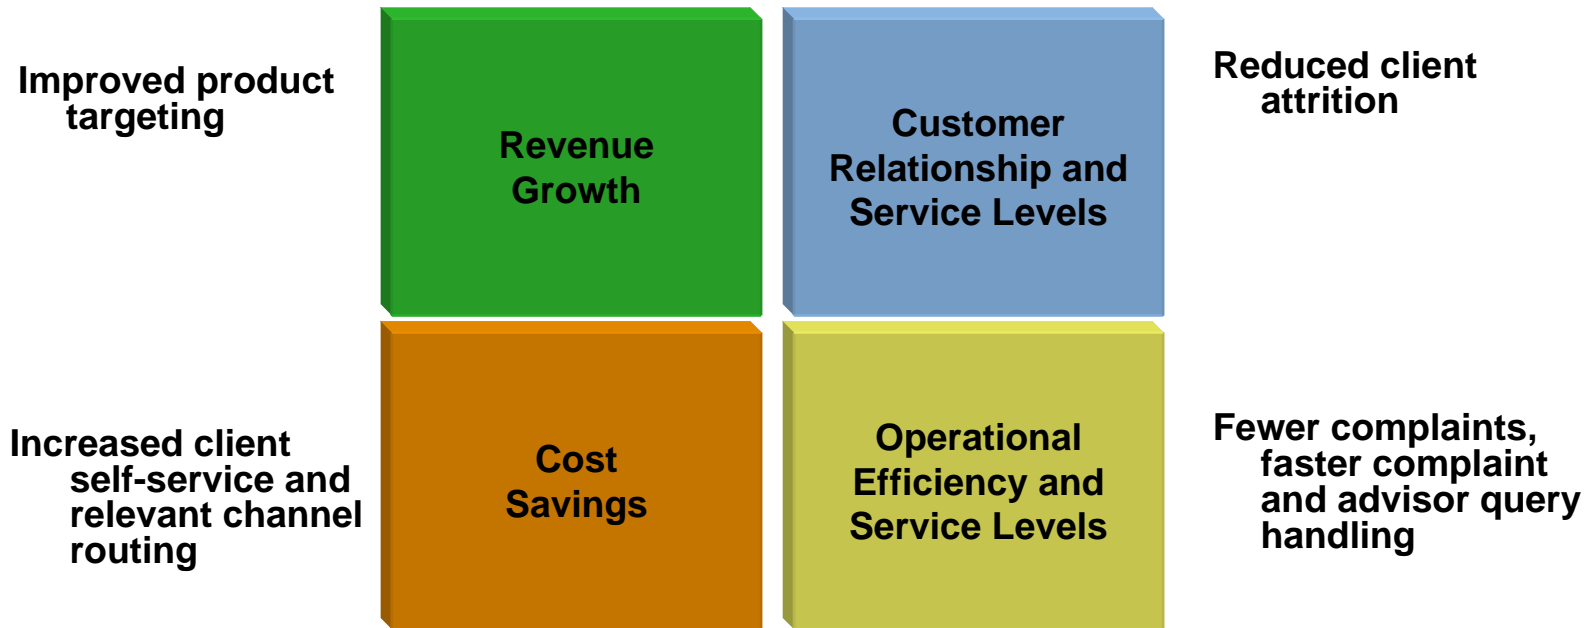 Improved product
targeting
Revenue
Growth
Customer
Relationship and
Service Levels
Reduced client
attrition
Increased client
self-service and
relevant channel
routing
Cost
Savings
Operational
Efficiency and
Service Levels
Fewer complaints,
faster complaint
and advisor query
handling